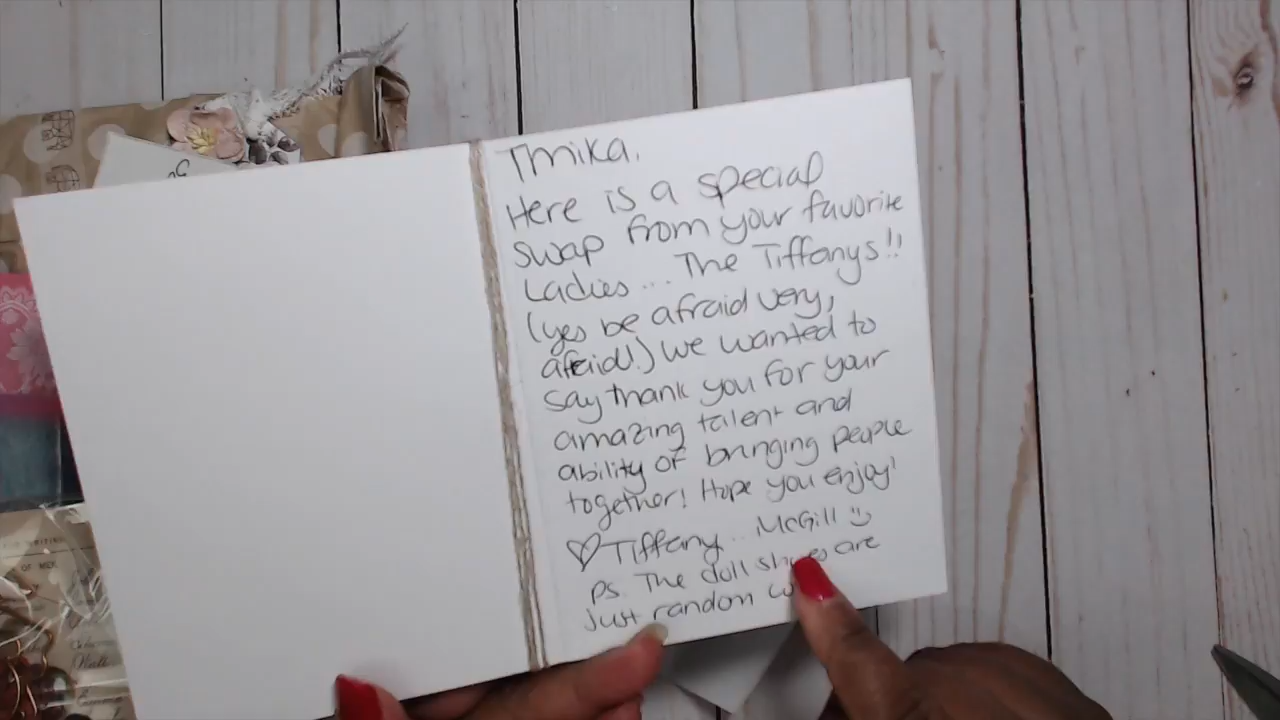 Tmika,
Here is a special
swap from your favorite
Ladies... The Tiffanys!!
(yes be afraid very,
afraid!) we wanted to
say thank you for your
amazing talent and
ability of bringing people
together! Hope you enjoy!
♡ Tiffany... McGill :)
ps. The doll shoes are
just random